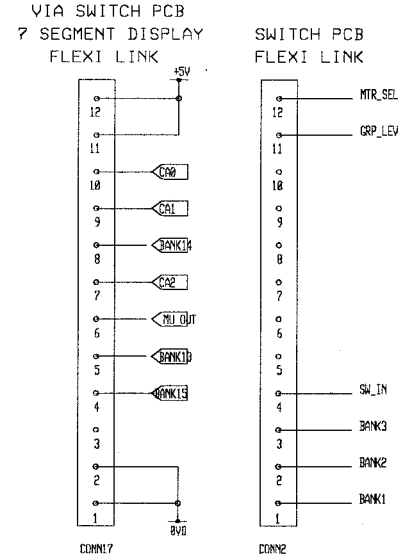 VIA SWITCH PCB
7 SEGMENT DISPLAY
FLEXI LINK
+5V
12
11
10
CA0
9
CA1
8
BANK14
7
CA2
6
MU_OUT
5
BANK13
4
BANK15
3
2
1
0V0
CONN17
SWITCH PCB
FLEXI LINK
12
MTR_SEL
11
GRP_LEV
10
9
8
7
6
5
4
SW_IN
3
BANK3
2
BANK2
1
BANK1
CONN2